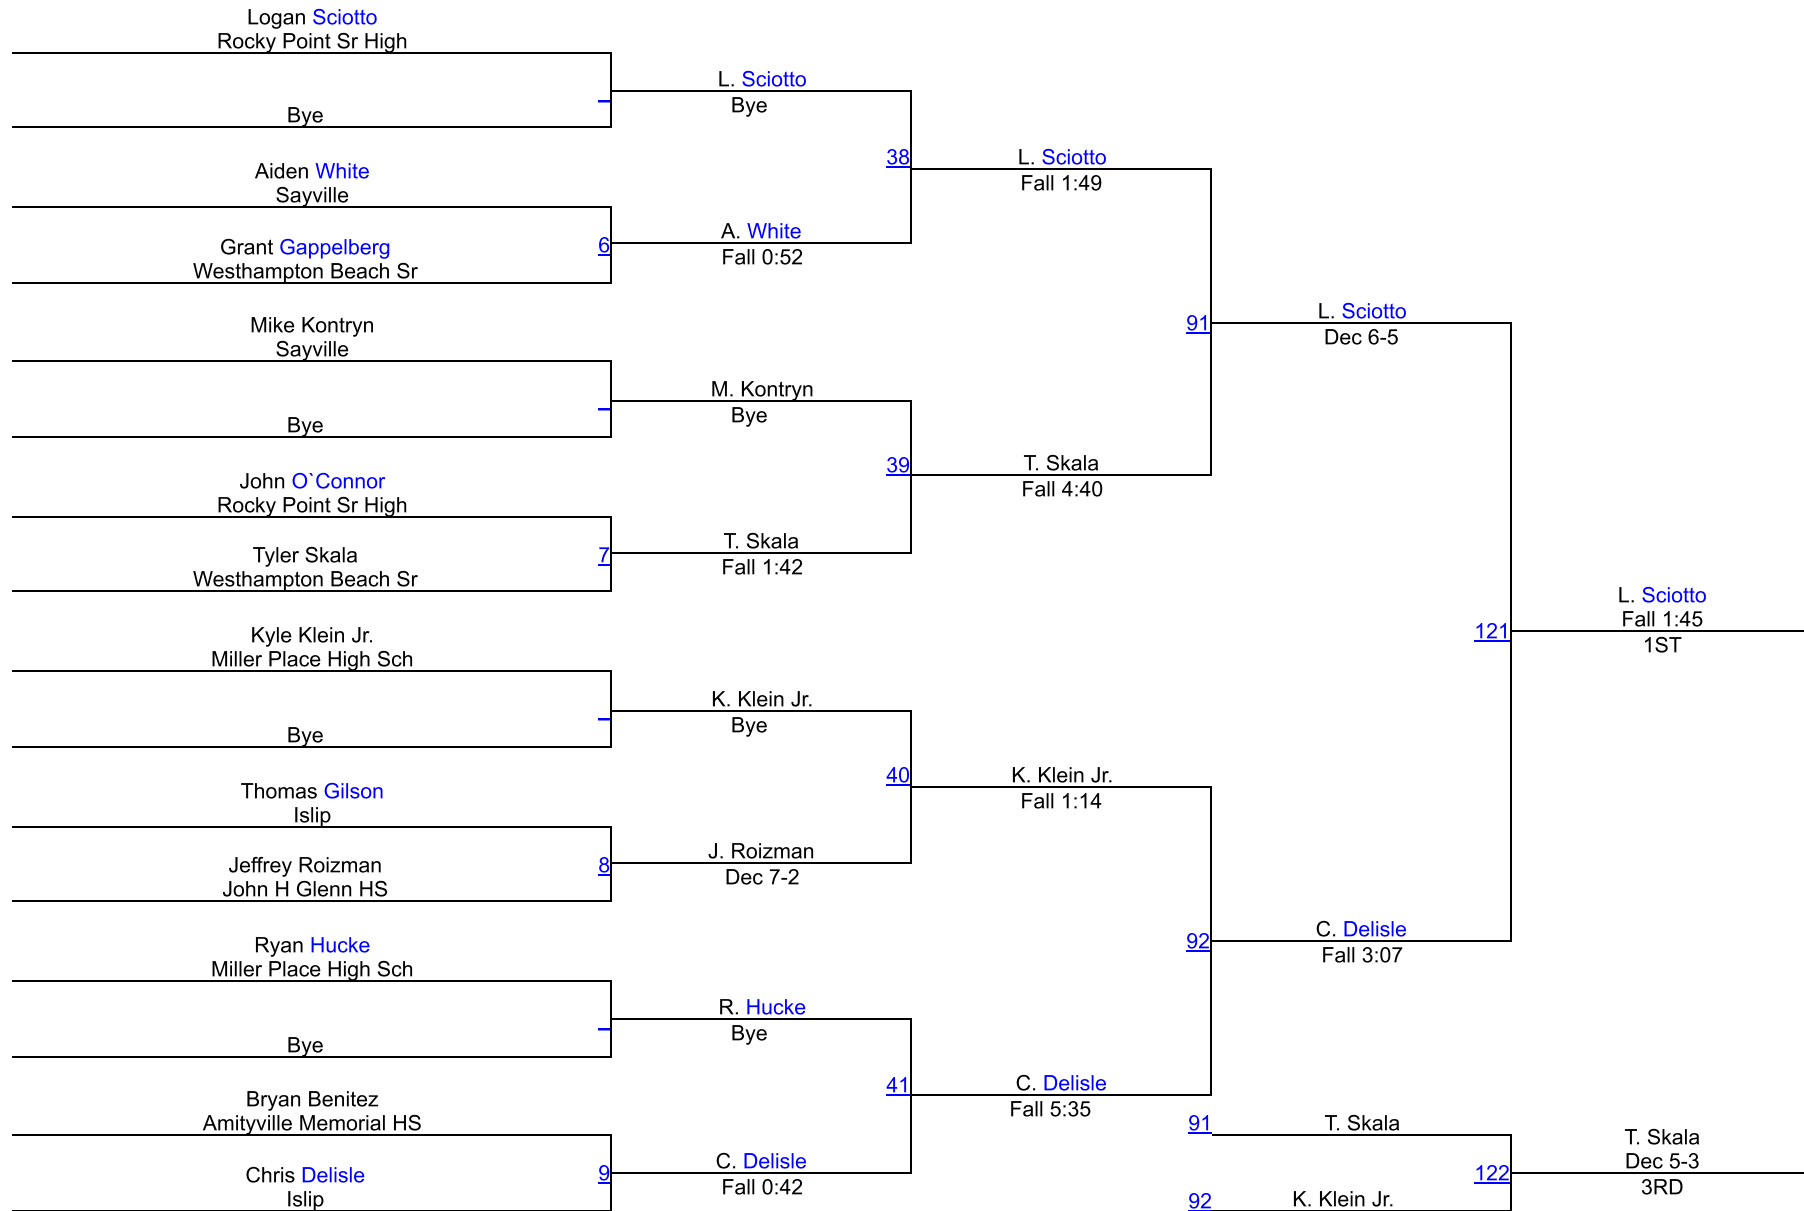 Logan Sciotto
Rocky Point Sr High
Bye
Aiden White
Sayville
Grant Gappelberg
Westhampton Beach Sr
6
Mike Kontryn
Sayville
Bye
John O`Connor
Rocky Point Sr High
Tyler Skala
Westhampton Beach Sr
7
Kyle Klein Jr.
Miller Place High Sch
Bye
Thomas Gilson
Islip
Jeffrey Roizman
John H Glenn HS
8
Ryan Hucke
Miller Place High Sch
Bye
Bryan Benitez
Amityville Memorial HS
Chris Delisle
Islip
9
L. Sciotto
Bye
38
A. White
Fall 0:52
M. Kontryn
Bye
39
T. Skala
Fall 1:42
K. Klein Jr.
Bye
40
J. Roizman
Dec 7-2
R. Hucke
Bye
41
C. Delisle
Fall 0:42
L. Sciotto
Fall 1:49
91
T. Skala
Fall 4:40
K. Klein Jr.
Fall 1:14
92
C. Delisle
Fall 5:35
L. Sciotto
Dec 6-5
121
C. Delisle
Fall 3:07
L. Sciotto
Fall 1:45
1ST
91
T. Skala
122
92
K. Klein Jr.
T. Skala
Dec 5-3
3RD